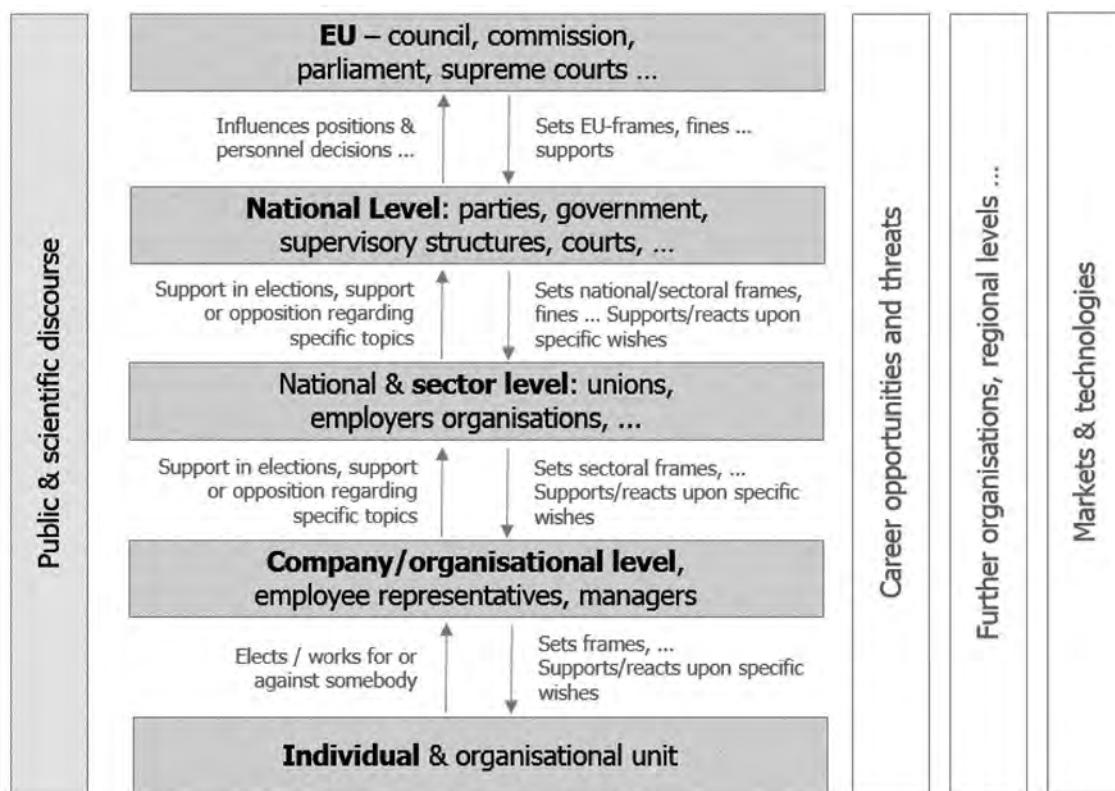 Public & scientific discourse
EU – council, commission,
parliament, supreme courts ...
Influences positions &
personnel decisions ...
Sets EU-frames, fines ...
supports
National Level: parties, government,
supervisory structures, courts, ...
Support in elections, support
or opposition regarding
specific topics
Sets national/sectoral frames,
fines ... Supports/reacts upon
specific wishes
National & sector level: unions,
employers organisations, ...
Support in elections, support
or opposition regarding
specific topics
Sets sectoral frames, ...
Supports/reacts upon specific
wishes
Company/organisational level,
employee representatives, managers
Elects / works for or
against somebody
Sets frames, ...
Supports/reacts upon specific
wishes
Individual & organisational unit
Career opportunities and threats
Further organisations, regional levels ...
Markets & technologies